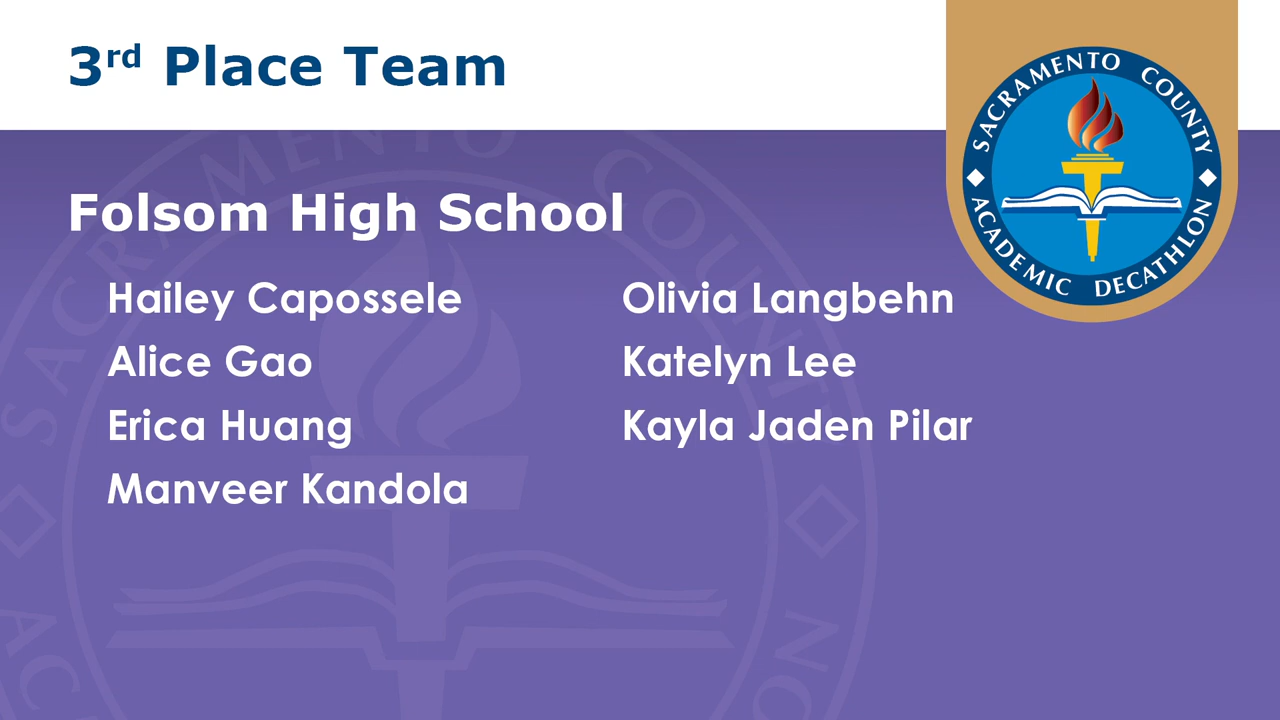 3rd Place Team
SACRAMENTO COUNTY
ACADEMIC DECATHLON
Folsom High School
Hailey Capossele
Alice Gao
Erica Huang
Manveer Kandola
Olivia Langbehn
Katelyn Lee
Kayla Jaden Pilar